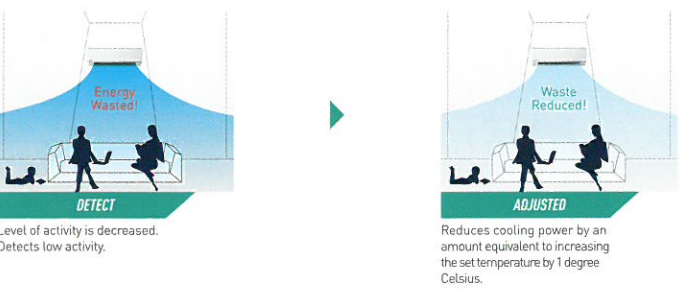 Energy
Wasted!
DETECT
Level of activity is decreased.
Detects low activity.
Waste
Reduced!
ADJUSTED
Reduces cooling power by an
amount equivalent to increasing
the set temperature by 1 degree
Celsius.